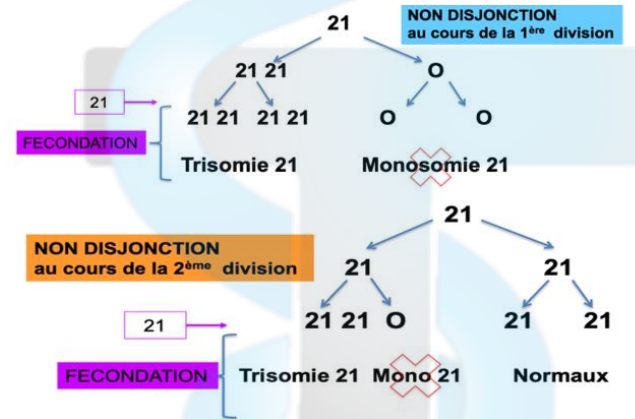 21
NON DISJONCTION
au cours de la 1ère division
21 21
O
21
21 21 21 21
O O
FECONDATION
Trisomie 21
Monosomie 21
21
NON DISJONCTION
au cours de la 2ème division
21
21
21
21 21 O
21 21
FECONDATION
Trisomie 21
Mono 21
Normaux